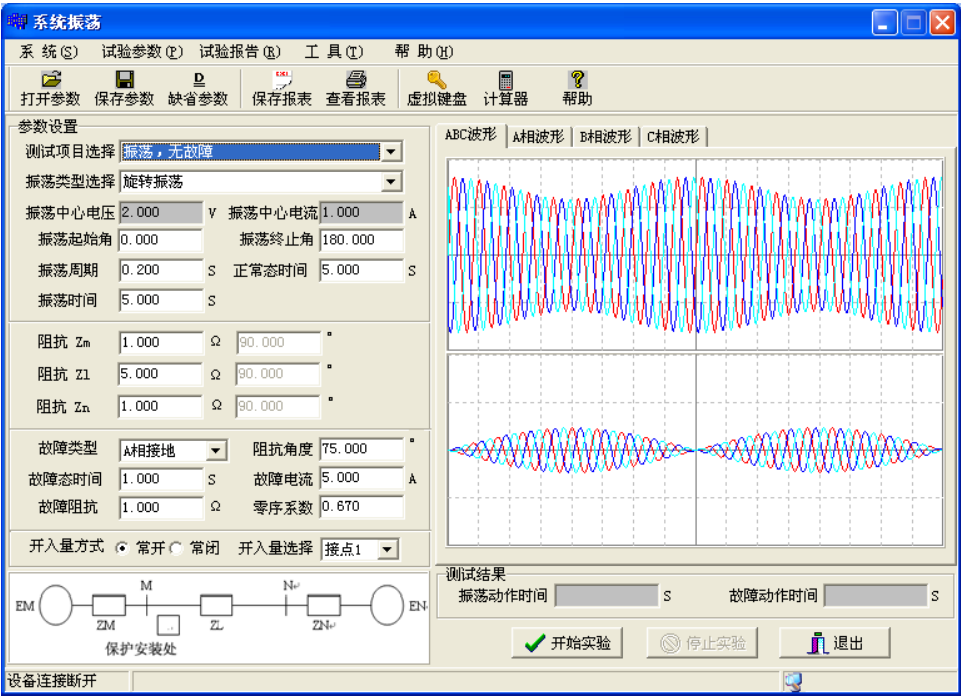 系统振荡
系 统(S) 试验参数(P) 试验报告(R) 工 具(T) 帮 助(H)
打开参数 保存参数 缺省参数 保存报表 查看报表 虚拟键盘 计算器 帮助
参数设置
测试项目选择 振荡，无故障
振荡类型选择 旋转振荡
振荡中心电压 2.000 V 振荡中心电流 1.000 A
振荡起始角 0.000 振荡终止角 180.000
振荡周期 0.200 S 正常态时间 5.000 S
振荡时间 5.000 S
阻抗 Zm 1.000 Ω 90.000 °
阻抗 Zl 5.000 Ω 90.000 °
阻抗 Zn 1.000 Ω 90.000 °
故障类型 A相接地 阻抗角度 75.000 °
故障态时间 1.000 S 故障电流 5.000 A
故障阻抗 1.000 Ω 零序系数 0.670
开入量方式 常开 常闭 开入量选择 接点1
M N
EM ZM ZL ZN EN
保护安装处
ABC波形 A相波形 B相波形 C相波形
测试结果
振荡动作时间 S 故障动作时间 S
开始实验 停止实验 退出
设备连接断开